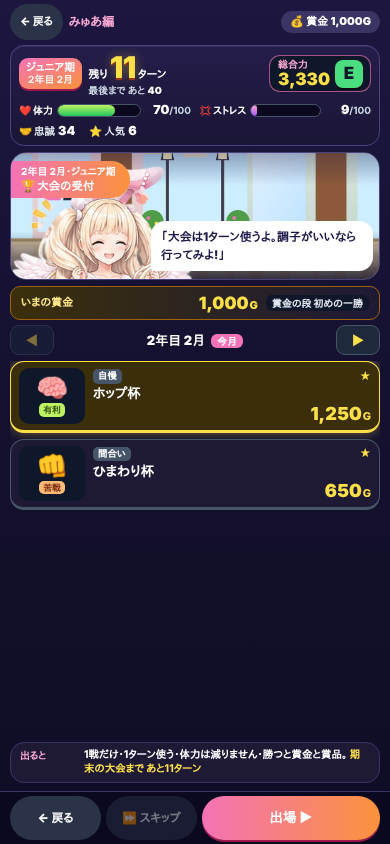 ← 戻る
みゅあ編
💰 賞金 1,000G
ジュニア期
2年目 2月
残り 11 ターン
最後まで あと 40
総合力
3,330 E
❤️ 体力 70/100
💢 ストレス 9/100
🤝 忠誠 34 ⭐ 人気 6
2年目 2月・ジュニア期
🏆 大会の受付
「大会は1ターン使うよ。調子がいいなら
行ってみよ!」
いまの賞金 1,000G 賞金の段 初めの一勝
◀ 2年目 2月 今月 ▶
自慢 ★
ホップ杯
有利
1,250G
間合い ★
ひまわり杯
苦戦
650G
出ると
1戦だけ・1ターン使う・体力は減りません・勝つと賞金と賞品。期
末の大会まで あと11ターン
← 戻る
⏩ スキップ
出場 ▶